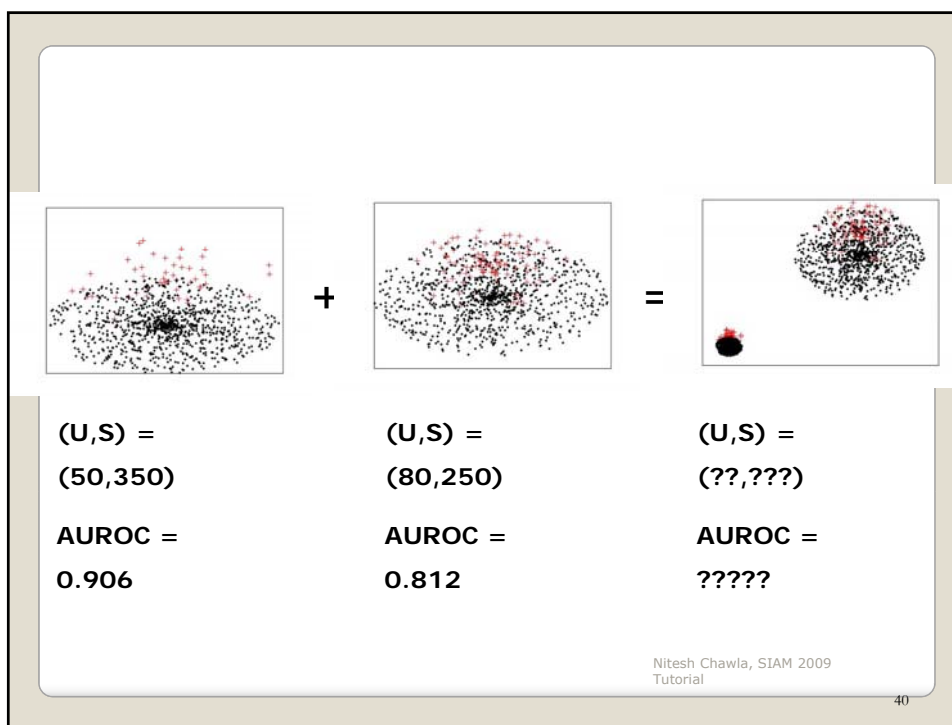 +
=
(U,S) =
(50,350)
AUROC =
0.906
(U,S) =
(80,250)
AUROC =
0.812
(U,S) =
(??,???)
AUROC =
?????
Nitesh Chawla, SIAM 2009
Tutorial
40